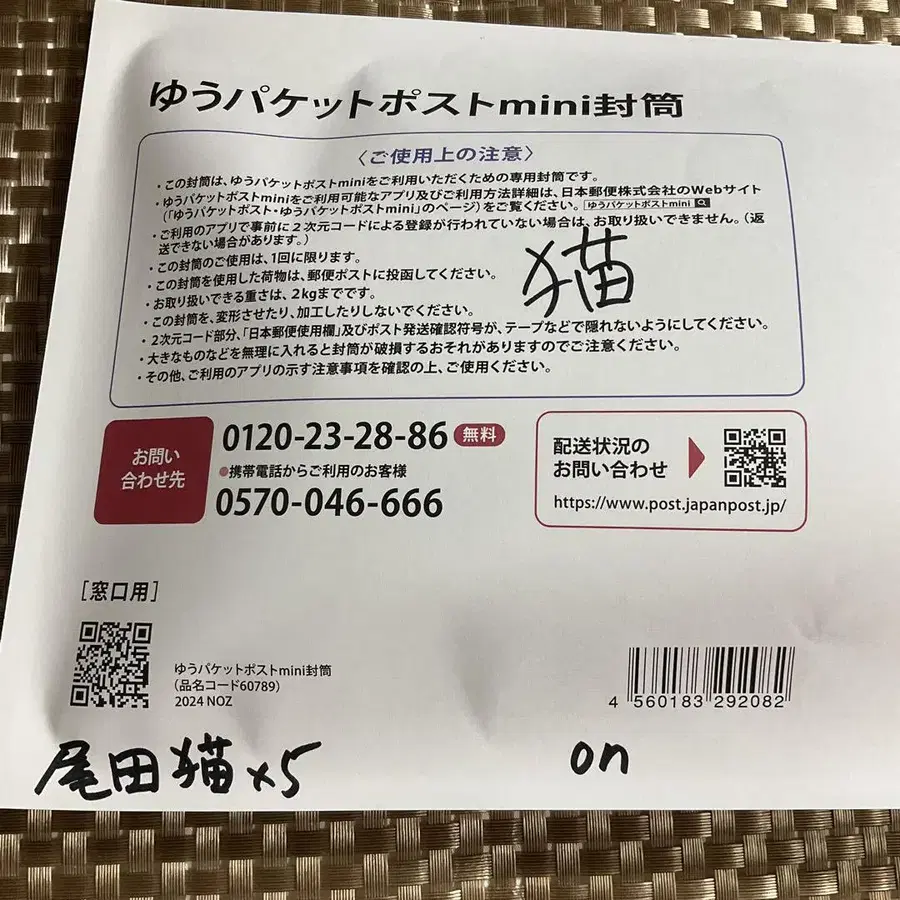 ゆうパケットポストmini封筒
〈ご使用上の注意〉
・この封筒は、ゆうパケットポストminiをご利用いただくための専用封筒です。
・ゆうパケットポストminiをご利用可能なアプリ及びご利用方法詳細は、日本郵便株式会社のWebサイト
（「ゆうパケットポスト・ゆうパケットポストmini」のページ）をご覧ください。 ゆうパケットポストmini
・ご利用のアプリで事前に２次元コードによる登録が行われていない場合は、お取り扱いできません。（返
送できない場合があります。）
・この封筒のご使用は、1回に限ります。
・この封筒を使用した荷物は、郵便ポストに投函してください。
・お取り扱いできる重さは、2kgまでです。
・この封筒を、変形させたり、加工したりしないでください。
・２次元コード部分、「日本郵便使用欄」及びポスト発送確認符号が、テープなどで隠れないようにしてください。
・大きなものなどを無理に入れると封筒が破損するおそれがありますのでご注意ください。
・その他、ご利用のアプリの示す注意事項を確認の上、ご使用ください。
猫
お問い
合わせ先
0120-23-28-86 無料
●携帯電話からご利用のお客様
0570-046-666
配送状況の
お問い合わせ
https://www.post.japanpost.jp/
［窓口用］
ゆうパケットポストmini封筒
（品名コード60789）
2024 NOZ
4 560183 292082
尾田猫×5
on